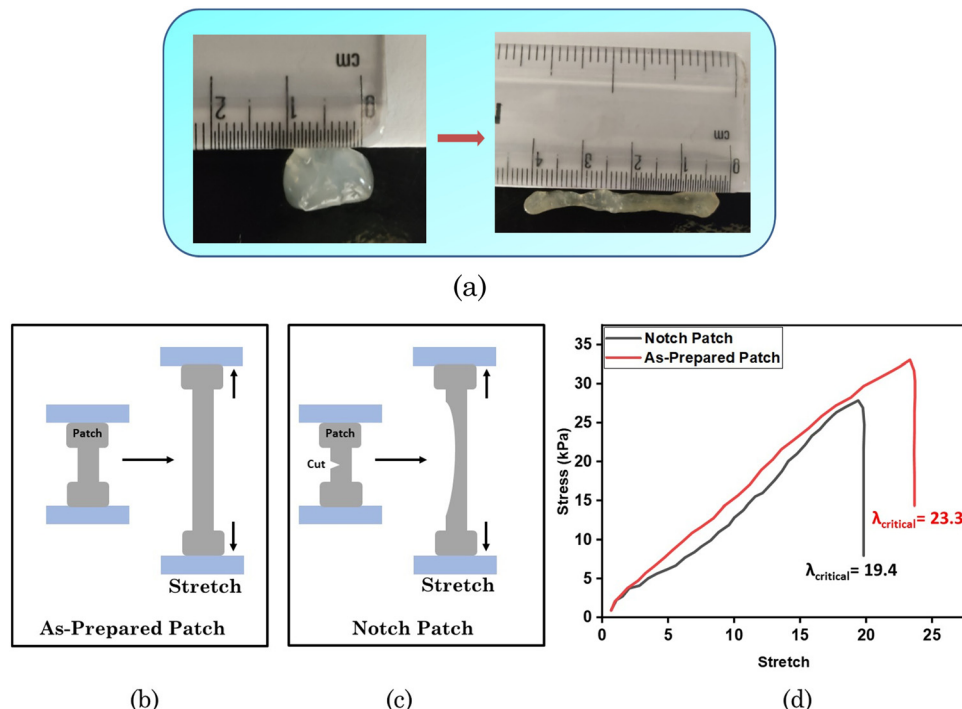 cm
2 1 0
cm
4 3 2 1 0
(a)
Patch
Stretch
As-Prepared Patch
Patch
Cut
Stretch
Notch Patch
Notch Patch
As-Prepared Patch
35
30
25
20
15
10
5
0
Stress (kPa)
λcritical= 23.3
λcritical= 19.4
0 5 10 15 20 25
Stretch
(b) (c) (d)